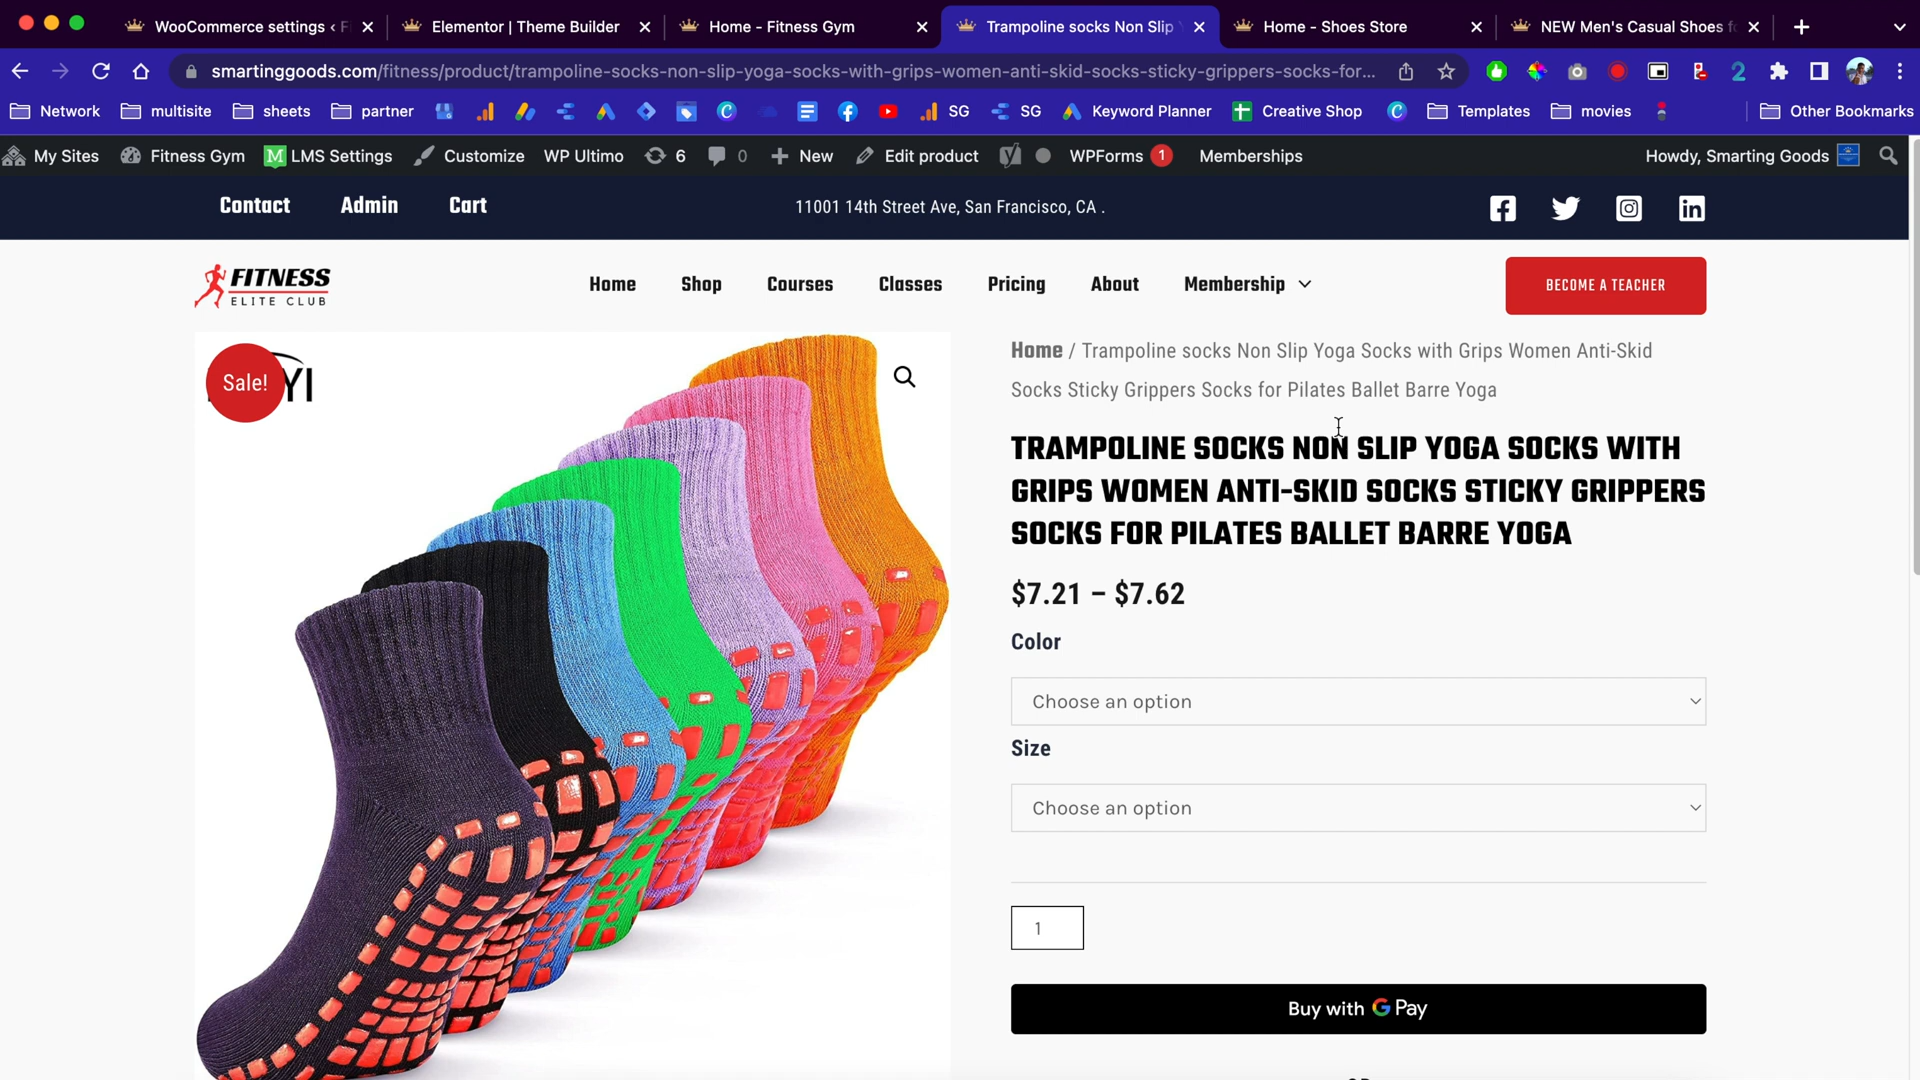 WooCommerce settings ‹ F
Elementor | Theme Builder
Home - Fitness Gym
Trampoline socks Non Slip
Home - Shoes Store
NEW Men's Casual Shoes f
smartinggoods.com/fitness/product/trampoline-socks-non-slip-yoga-socks-with-grips-women-anti-skid-socks-sticky-grippers-socks-for...
2
Network
multisite
sheets
partner
SG
SG
Keyword Planner
Creative Shop
Templates
movies
Other Bookmarks
My Sites
Fitness Gym
M LMS Settings
Customize
WP Ultimo
6
0
New
Edit product
WPForms 1
Memberships
Howdy, Smarting Goods
Contact
Admin
Cart
11001 14th Street Ave, San Francisco, CA .
FITNESS
ELITE CLUB
Home
Shop
Courses
Classes
Pricing
About
Membership
BECOME A TEACHER
Sale!
YI
Home / Trampoline socks Non Slip Yoga Socks with Grips Women Anti-Skid
Socks Sticky Grippers Socks for Pilates Ballet Barre Yoga
TRAMPOLINE SOCKS NON SLIP YOGA SOCKS WITH
GRIPS WOMEN ANTI-SKID SOCKS STICKY GRIPPERS
SOCKS FOR PILATES BALLET BARRE YOGA
$7.21 – $7.62
Color
Choose an option
Size
Choose an option
1
Buy with G Pay